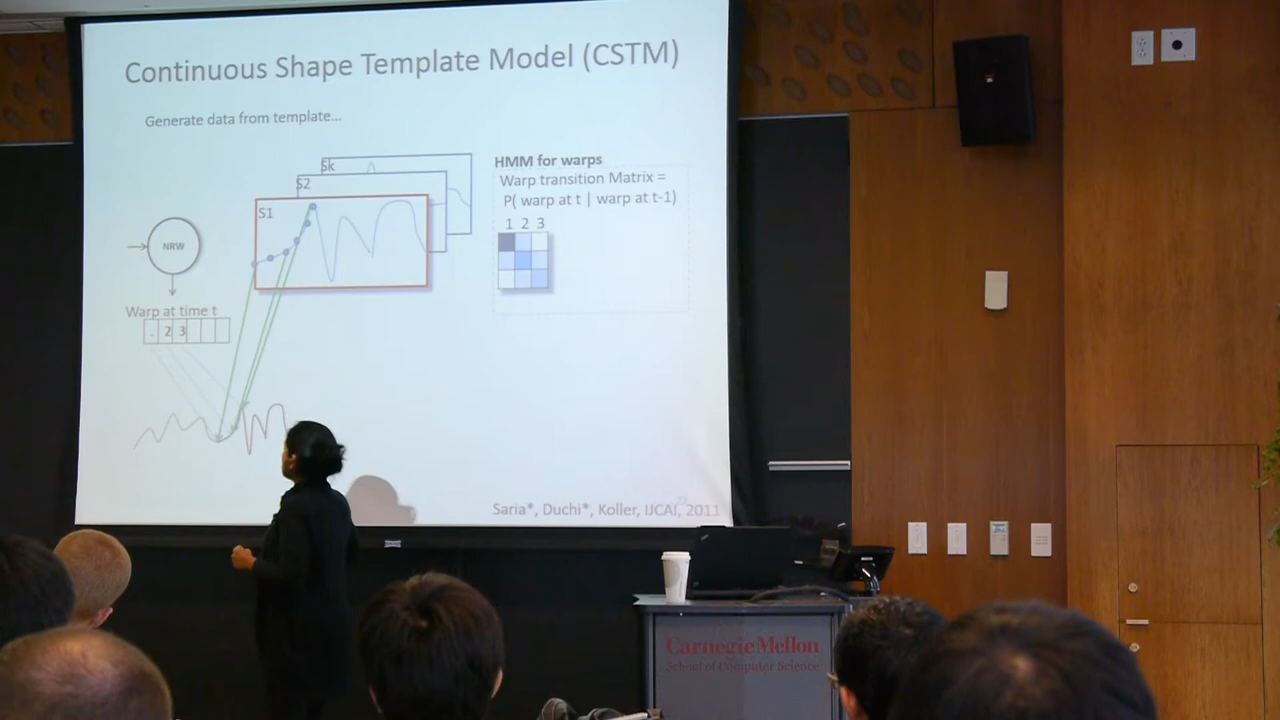 Continuous Shape Template Model (CSTM)
Generate data from template...
Sk
S2
S1
NRW
Warp at time t
2 3
HMM for warps
Warp transition Matrix =
P( warp at t | warp at t-1)
1 2 3
Saria*, Duchi*, Koller, IJCAI, 2011
Carnegie Mellon
School of Computer Science